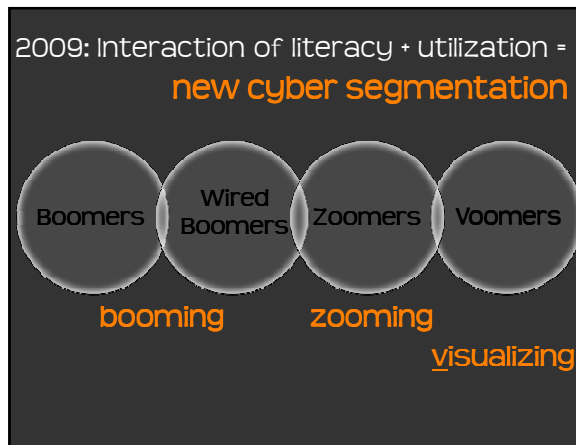 2009: Interaction of literacy + utilization =
new cyber segmentation
Boomers
Wired
Boomers
Zoomers
Voomers
booming
zooming
visualizing